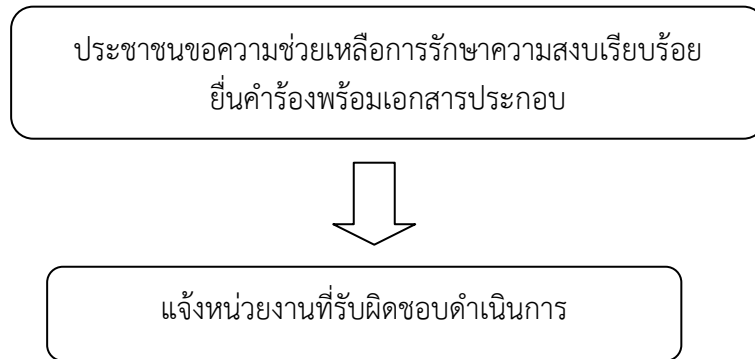 ประชาชนขอความช่วยเหลือการรักษาความสงบเรียบร้อย
ยื่นคำร้องพร้อมเอกสารประกอบ
แจ้งหน่วยงานที่รับผิดชอบดำเนินการ